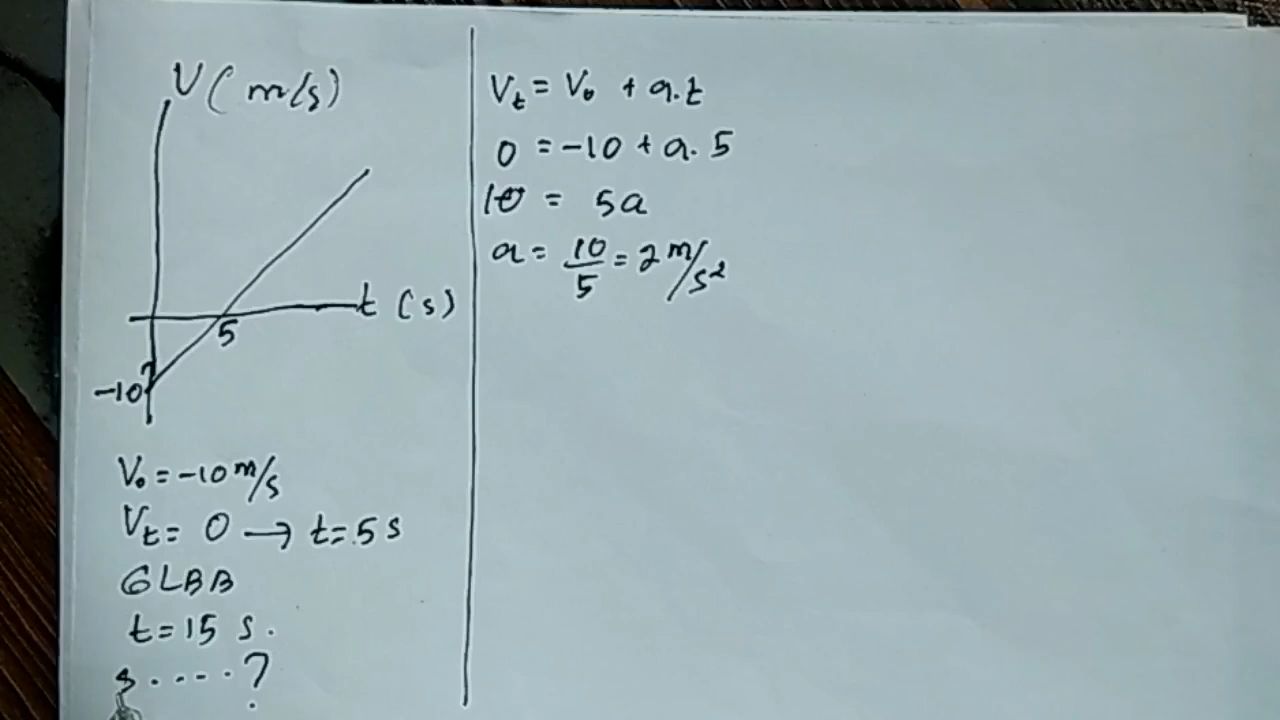 V (m/s)
t (s)
5
-10
V₀ = -10 m/s
Vₜ = 0 → t = 5 s
GLBB
t = 15 s.
s.....?
Vₜ = V₀ + a.t
0 = -10 + a. 5
10 = 5a
a = 10/5 = 2 m/s²